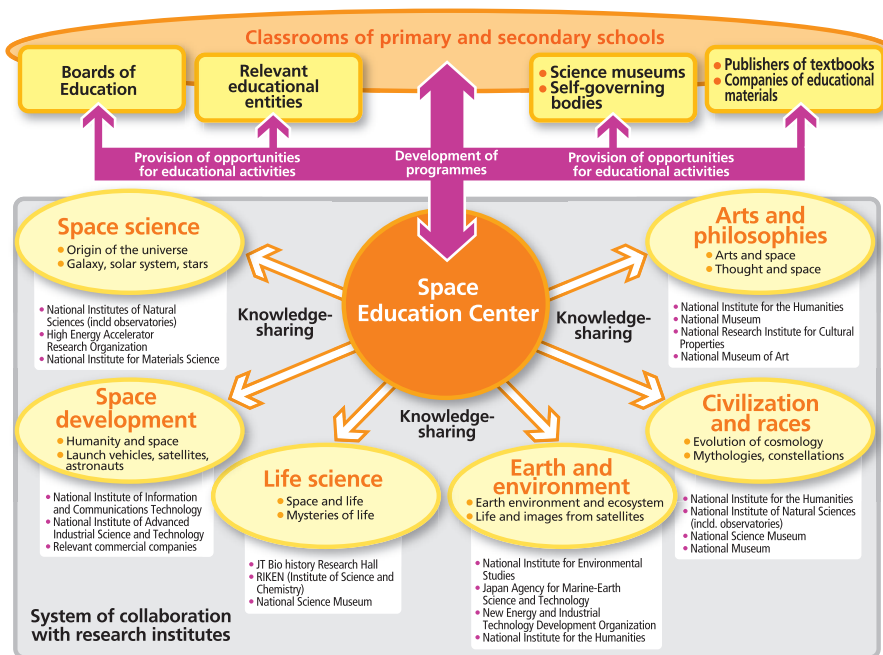 Classrooms of primary and secondary schools
Boards of
Education
Relevant
educational
entities
Science museums
Self-governing
bodies
Publishers of textbooks
Companies of educational
materials
Provision of opportunities
for educational activities
Development of
programmes
Provision of opportunities
for educational activities
Space science
Origin of the universe
Galaxy, solar system, stars
National Institutes of Natural
Sciences (incld observatories)
High Energy Accelerator
Research Organization
National Institute for Materials Science
Knowledge-
sharing
Space
Education Center
Knowledge-
sharing
Arts and
philosophies
Arts and space
Thought and space
National Institute for the Humanities
National Museum
National Research Institute for Cultural
Properties
National Museum of Art
Space
development
Humanity and space
Launch vehicles, satellites,
astronauts
National Institute of Information
and Communications Technology
National Institute of Advanced
Industrial Science and Technology
Relevant commercial companies
Knowledge-
sharing
Life science
Space and life
Mysteries of life
JT Bio history Research Hall
RIKEN (Institute of Science and
Chemistry)
National Science Museum
Earth and
environment
Earth environment and ecosystem
Life and images from satellites
National Institute for Environmental
Studies
Japan Agency for Marine-Earth
Science and Technology
New Energy and Industrial
Technology Development Organization
National Institute for the Humanities
Civilization
and races
Evolution of cosmology
Mythologies, constellations
National Institute for the Humanities
National Institute of Natural Sciences
(incld. observatories)
National Science Museum
National Museum
System of collaboration
with research institutes